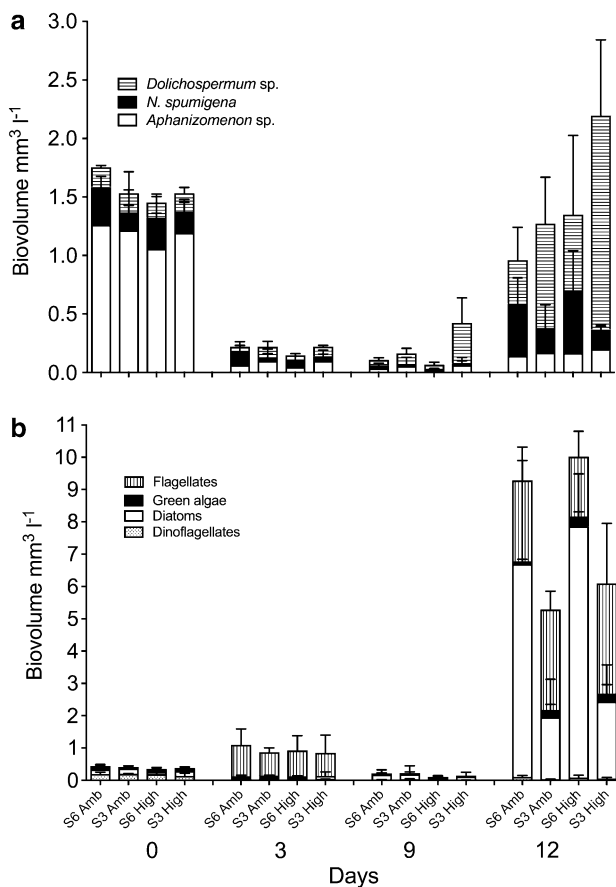 a
Biovolume mm³ l⁻¹
3.0
2.5
2.0
1.5
1.0
0.5
0.0
Dolichospermum sp.
N. spumigena
Aphanizomenon sp.
b
Biovolume mm³ l⁻¹
11
10
9
8
7
6
5
4
3
2
1
0
Flagellates
Green algae
Diatoms
Dinoflagellates
S6 Amb S3 Amb S6 High S3 High S6 Amb S3 Amb S6 High S3 High S6 Amb S3 Amb S6 High S3 High S6 Amb S3 Amb S6 High S3 High
0 3 9 12
Days